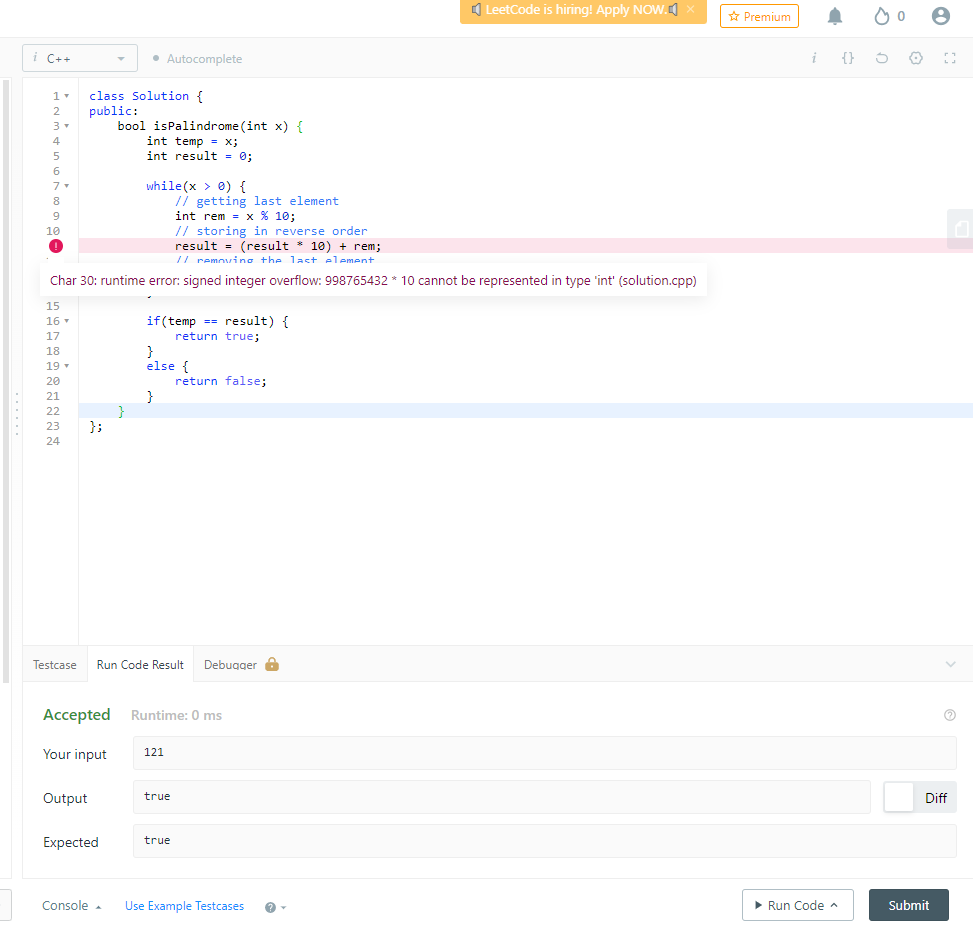 LeetCode is hiring! Apply NOW.
Premium
0
i C++
Autocomplete
i {}
1 class Solution {
2 public:
3 bool isPalindrome(int x) {
4 int temp = x;
5 int result = 0;
6
7 while(x > 0) {
8 // getting last element
9 int rem = x % 10;
10 // storing in reverse order
result = (result * 10) + rem;
// removing the last element
Char 30: runtime error: signed integer overflow: 998765432 * 10 cannot be represented in type 'int' (solution.cpp)
15
16 if(temp == result) {
17 return true;
18 }
19 else {
20 return false;
21 }
22 }
23 };
24
Testcase
Run Code Result
Debugger
Accepted
Runtime: 0 ms
Your input
121
Output
true
Diff
Expected
true
Console
Use Example Testcases
Run Code
Submit